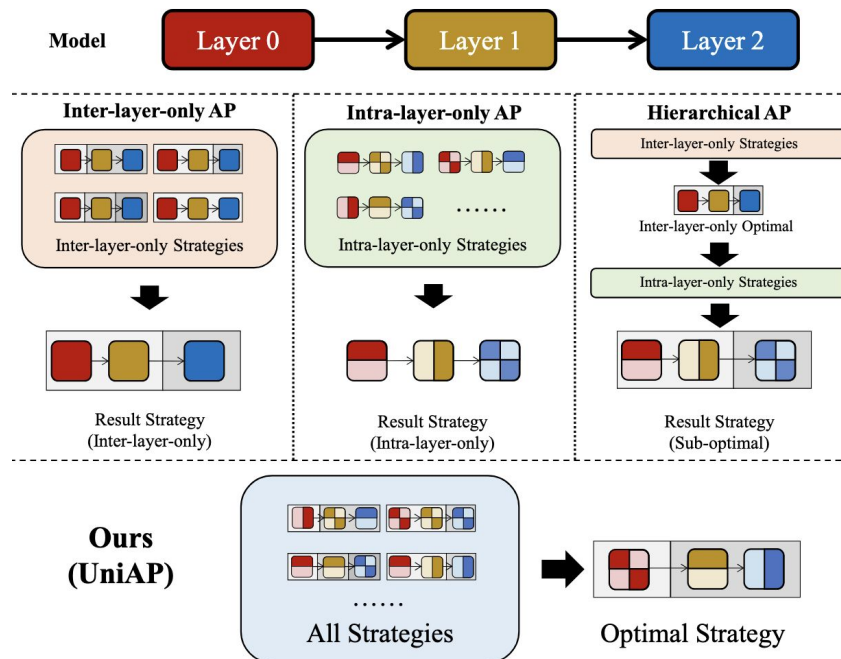 Model
Layer 0
Layer 1
Layer 2
Inter-layer-only AP
Inter-layer-only Strategies
Result Strategy
(Inter-layer-only)
Intra-layer-only AP
......
Intra-layer-only Strategies
Result Strategy
(Intra-layer-only)
Hierarchical AP
Inter-layer-only Strategies
Inter-layer-only Optimal
Intra-layer-only Strategies
Result Strategy
(Sub-optimal)
Ours
(UniAP)
......
All Strategies
Optimal Strategy